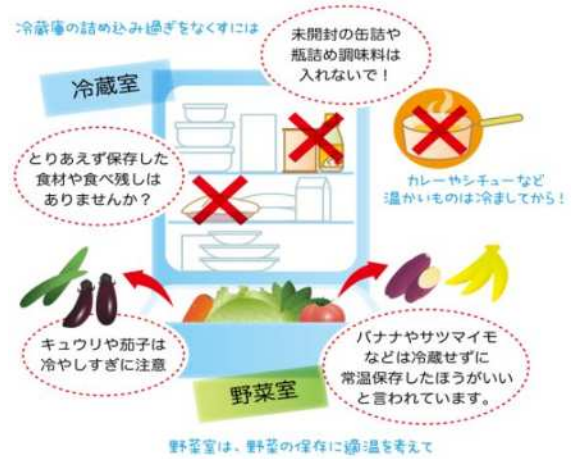 冷蔵庫の詰め込み過ぎをなくすには
未開封の缶詰や
瓶詰め調味料は
入れないで！
冷蔵室
とりあえず保存した
食材や食べ残しは
ありませんか？
カレーやシチューなど
温かいものは冷ましてから！
キュウリや茄子は
冷やしすぎに注意
バナナやサツマイモ
などは冷蔵せずに
常温保存したほうがいい
と言われています。
野菜室
野菜室は、野菜の保存に適温を考えて